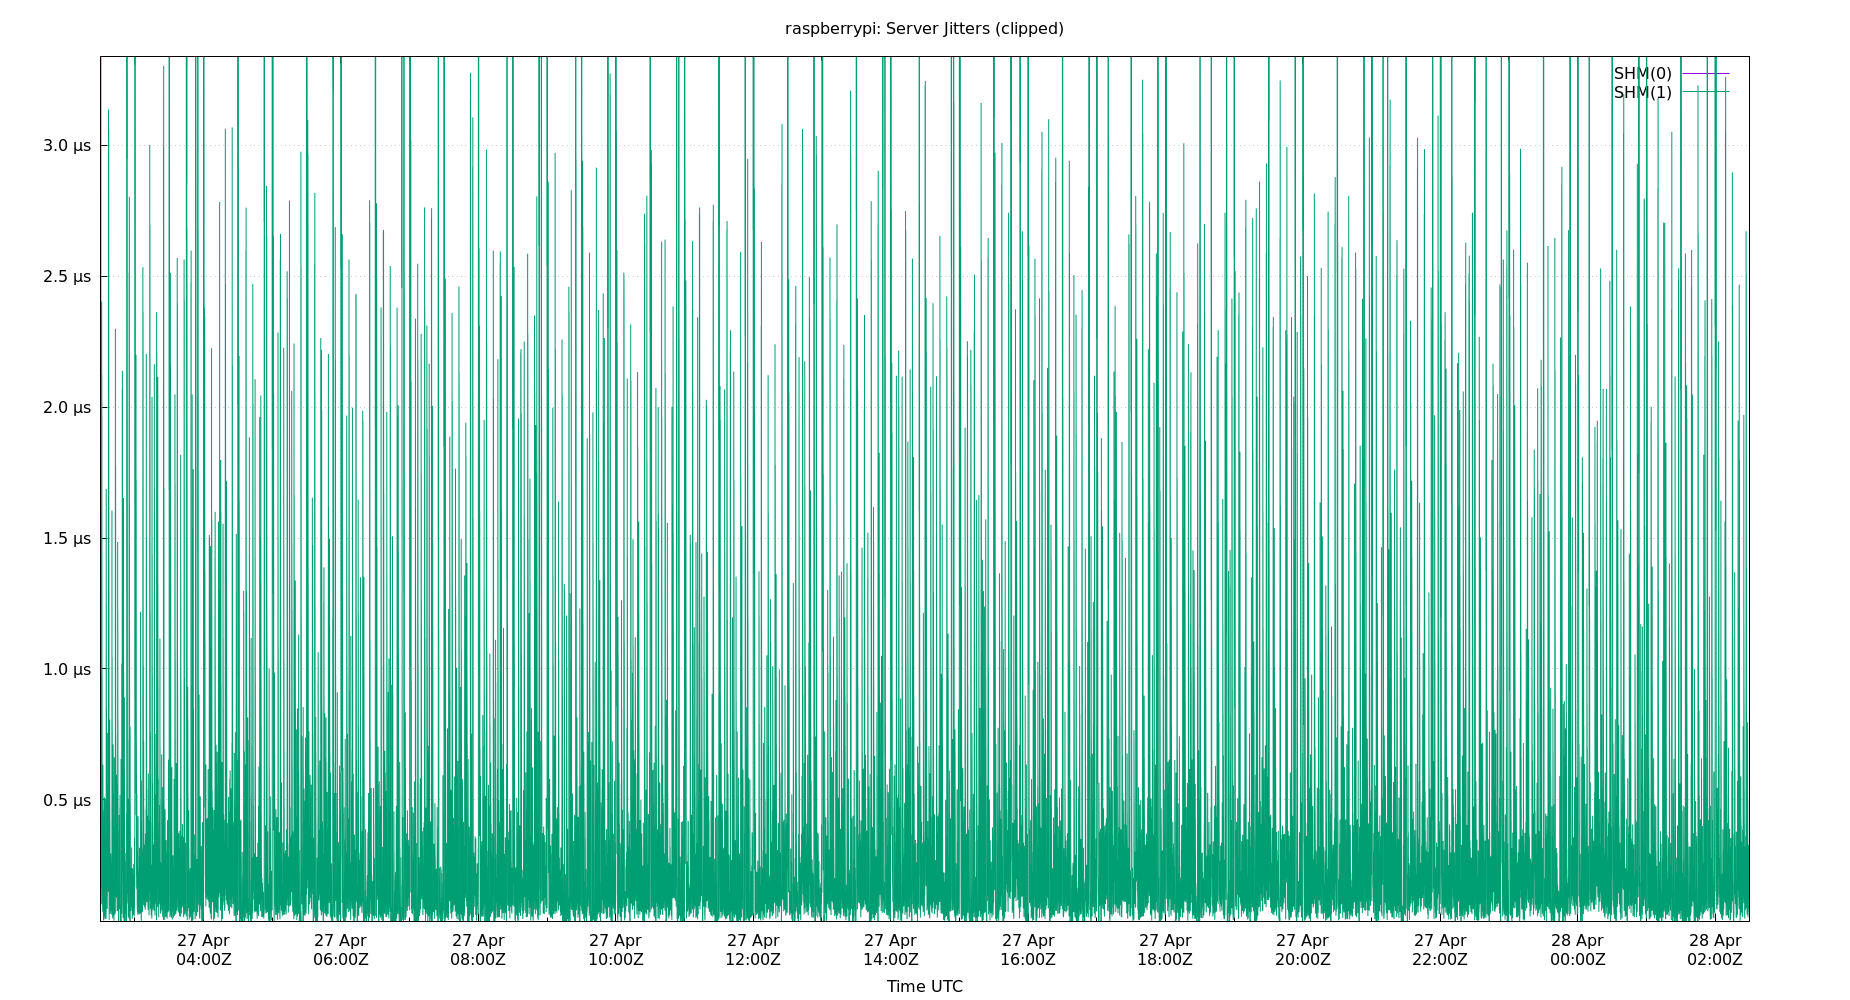 raspberrypi: Server Jitters (clipped)
SHM(0)
SHM(1)
3.0 µs
2.5 µs
2.0 µs
1.5 µs
1.0 µs
0.5 µs
27 Apr 27 Apr 27 Apr 27 Apr 27 Apr 27 Apr 27 Apr 27 Apr 27 Apr 27 Apr 28 Apr 28 Apr
04:00Z 06:00Z 08:00Z 10:00Z 12:00Z 14:00Z 16:00Z 18:00Z 20:00Z 22:00Z 00:00Z 02:00Z
Time UTC